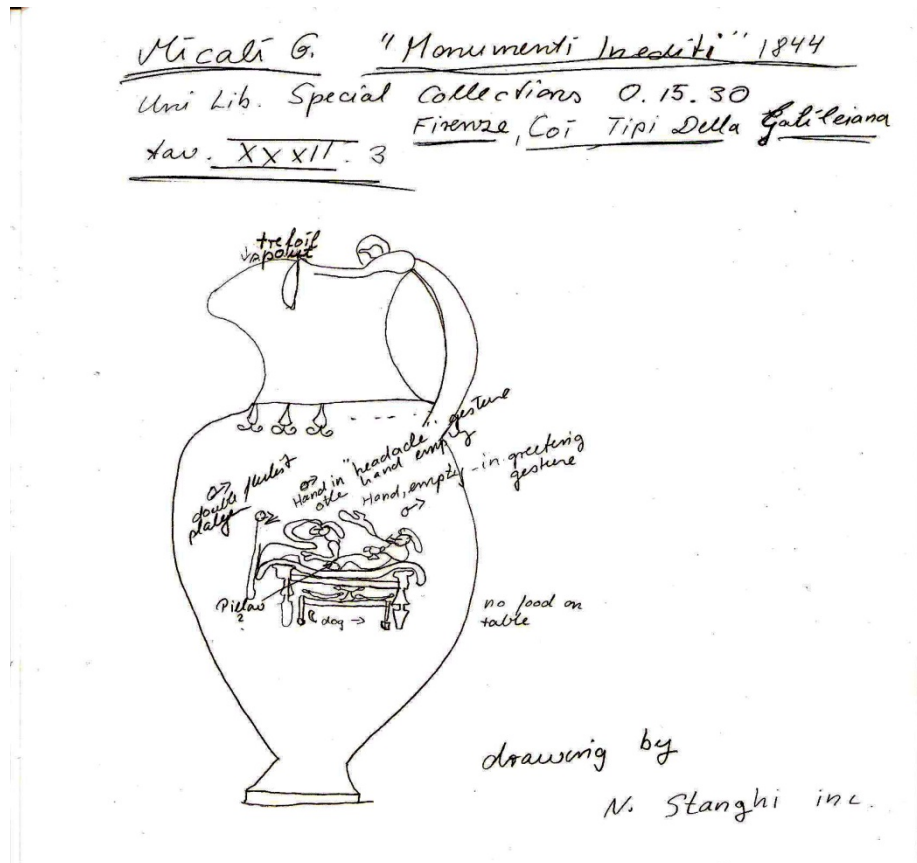 Micali G. "Monumenti Inediti" 1844
Uni Lib. Special Collections O.15.30
Firenze, Coi Tipi Della Galileiana
tav. XXXII. 3
trefoil
spout
Hand in "headache" gesture
othe hand empty
Hand, empty - in greeting
gesture
double flutist
player
Pillow
?
dog →
no food on
table
drawing by
N. Stanghi inc.